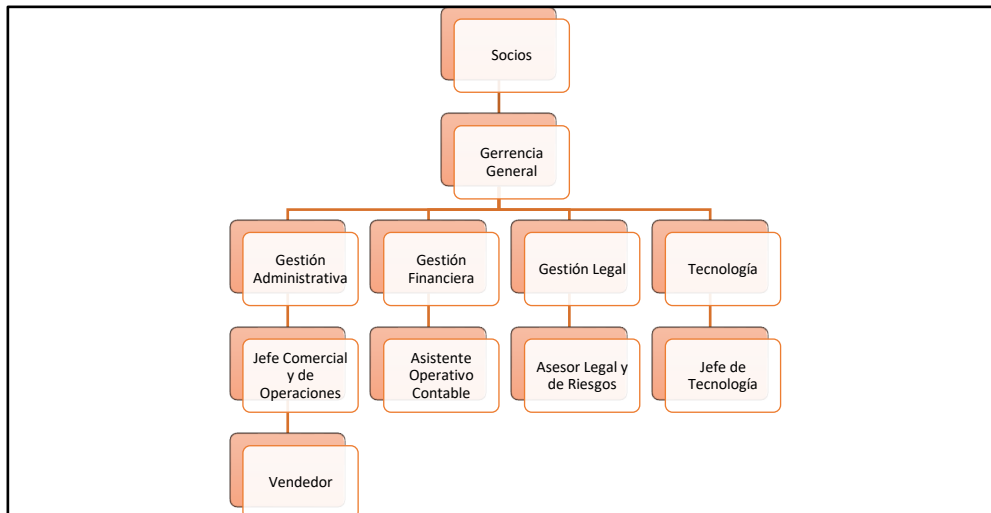 Socios
Gerrencia
General
Gestión
Administrativa
Gestión
Financiera
Gestión Legal
Tecnología
Jefe Comercial
y de
Operaciones
Asistente
Operativo
Contable
Asesor Legal y
de Riesgos
Jefe de
Tecnología
Vendedor